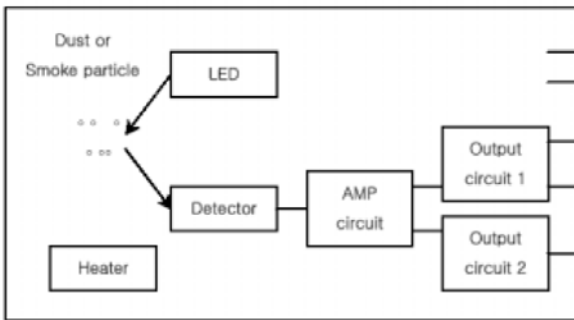 Dust or
Smoke particle
LED
Detector
AMP
circuit
Output
circuit 1
Output
circuit 2
Heater